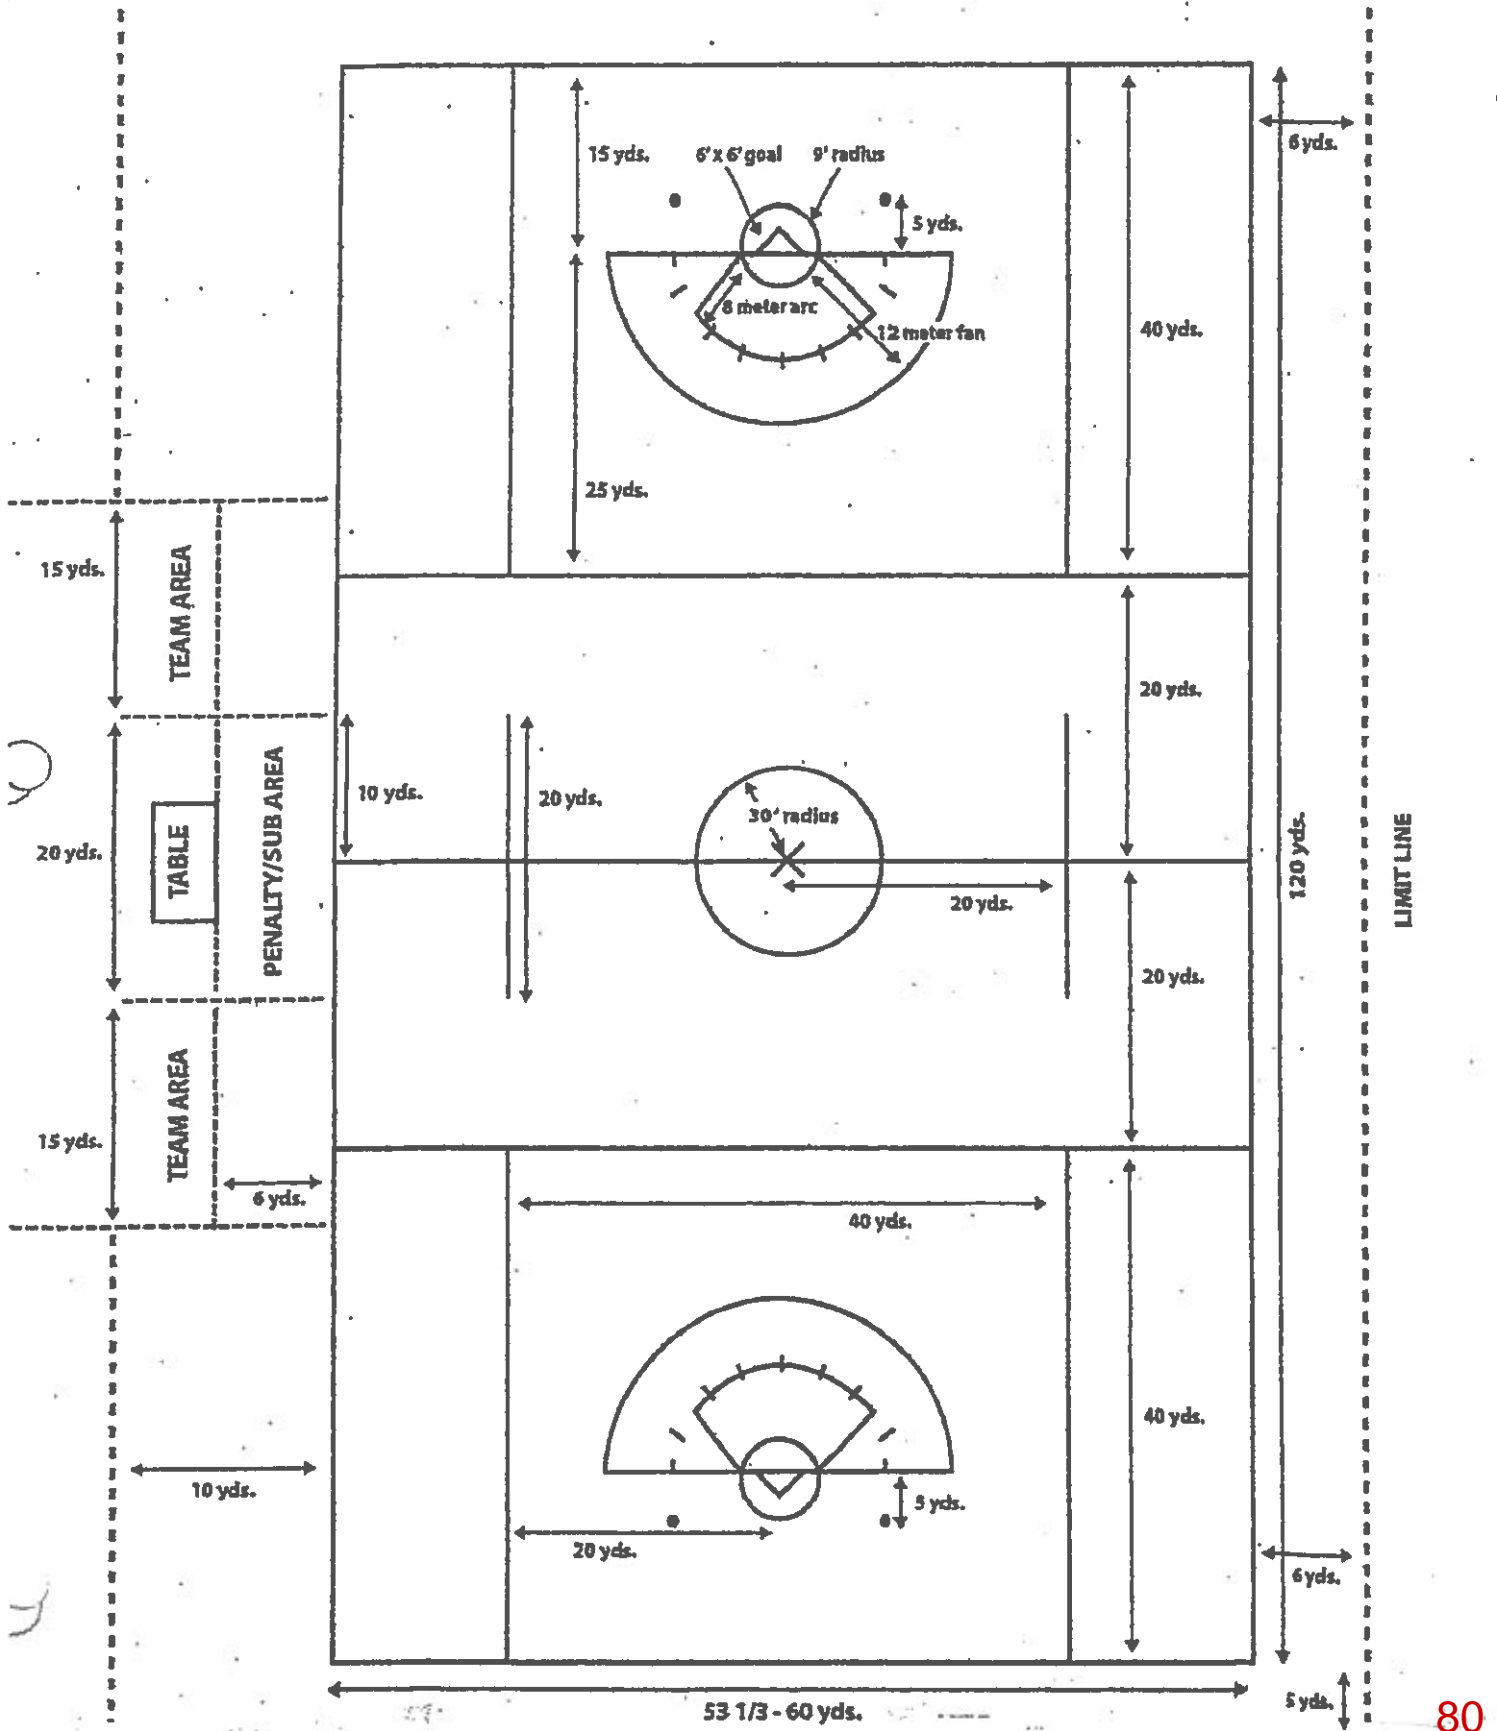 15 yds.
6' x 6' goal
9' radius
6 yds.
5 yds.
8 meter arc
12 meter fan
40 yds.
25 yds.
15 yds.
TEAM AREA
20 yds.
10 yds.
20 yds.
30' radius
20 yds.
TABLE
PENALTY/SUB AREA
120 yds.
LIMIT LINE
20 yds.
20 yds.
15 yds.
TEAM AREA
6 yds.
40 yds.
40 yds.
10 yds.
5 yds.
20 yds.
6 yds.
53 1/3 - 60 yds.
5 yds.
80